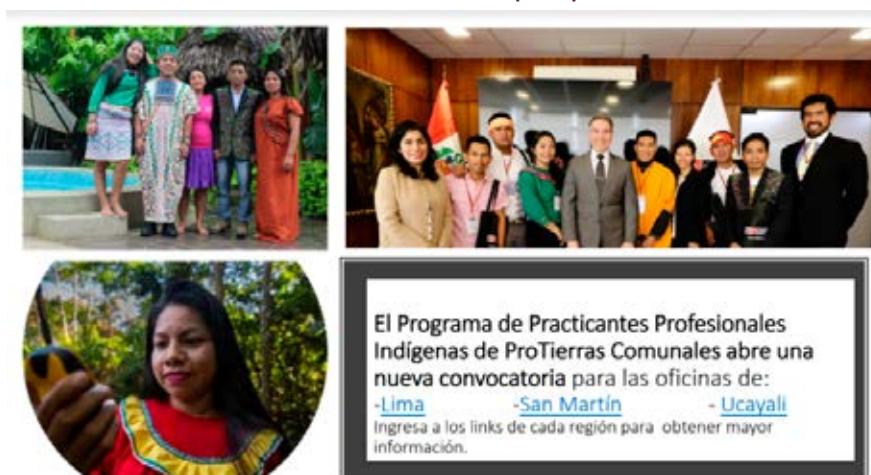 El Programa de Practicantes Profesionales
Indígenas de ProTierras Comunales abre una
nueva convocatoria para las oficinas de:
-Lima -San Martín - Ucayali
Ingresa a los links de cada región para obtener mayor
información.